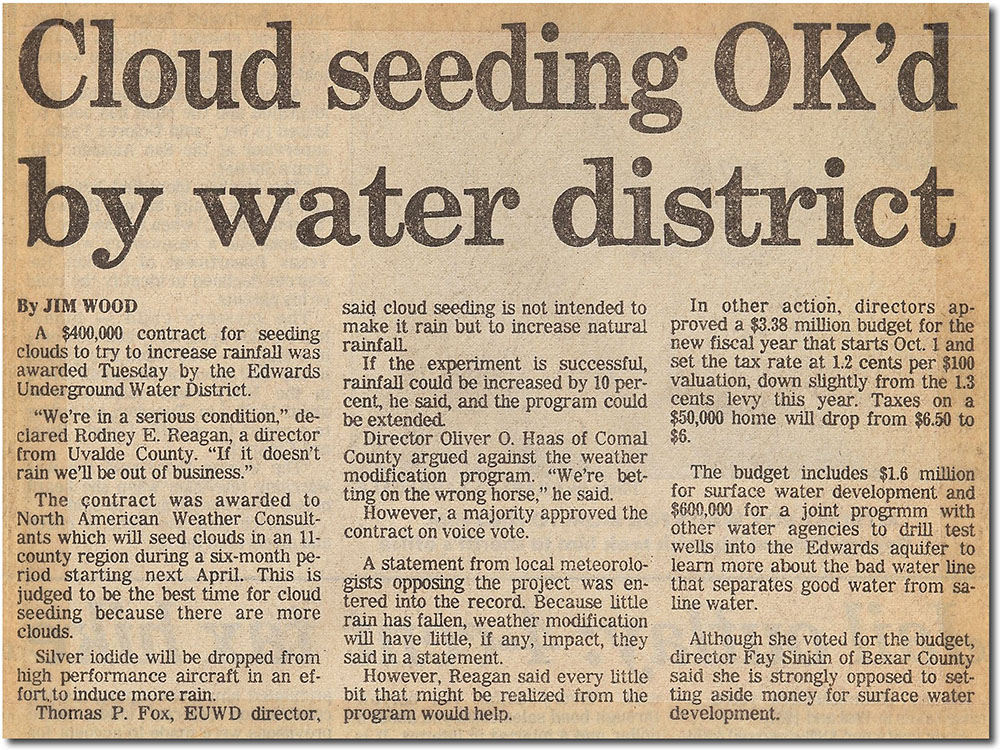 Cloud seeding OK'd
by water district
By JIM WOOD
A $400,000 contract for seeding
clouds to try to increase rainfall was
awarded Tuesday by the Edwards
Underground Water District.
“We're in a serious condition,” de-
clared Rodney E. Reagan, a director
from Uvalde County. “If it doesn't
rain we'll be out of business.”
The contract was awarded to
North American Weather Consult-
ants which will seed clouds in an 11-
county region during a six-month pe-
riod starting next April. This is
judged to be the best time for cloud
seeding because there are more
clouds.
Silver iodide will be dropped from
high performance aircraft in an ef-
fort to induce more rain.
Thomas P. Fox, EUWD director,
said cloud seeding is not intended to
make it rain but to increase natural
rainfall.
If the experiment is successful,
rainfall could be increased by 10 per-
cent, he said, and the program could
be extended.
Director Oliver O. Haas of Comal
County argued against the weather
modification program. “We're bet-
ting on the wrong horse,” he said.
However, a majority approved the
contract on voice vote.
A statement from local meteorolo-
gists opposing the project was en-
tered into the record. Because little
rain has fallen, weather modification
will have little, if any, impact, they
said in a statement.
However, Reagan said every little
bit that might be realized from the
program would help.
In other action, directors ap-
proved a $3.38 million budget for the
new fiscal year that starts Oct. 1 and
set the tax rate at 1.2 cents per $100
valuation, down slightly from the 1.3
cents levy this year. Taxes on a
$50,000 home will drop from $6.50 to
$6.
The budget includes $1.6 million
for surface water development and
$600,000 for a joint progrmm with
other water agencies to drill test
wells into the Edwards aquifer to
learn more about the bad water line
that separates good water from sa-
line water.
Although she voted for the budget,
director Fay Sinkin of Bexar County
said she is strongly opposed to set-
ting aside money for surface water
development.